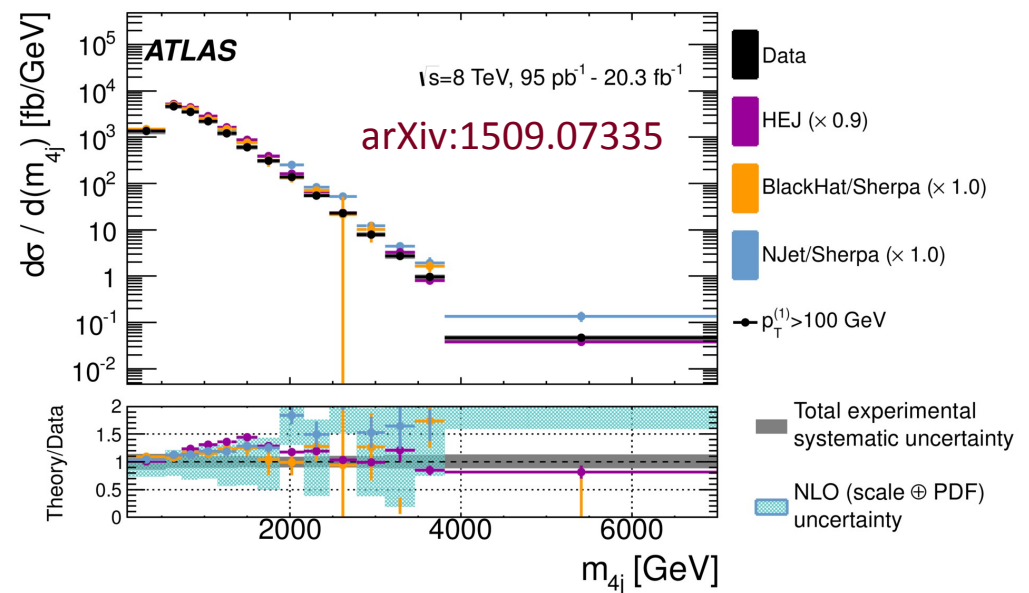 ATLAS
√s=8 TeV, 95 pb⁻¹ - 20.3 fb⁻¹
arXiv:1509.07335
dσ / d(m₄ⱼ) [fb/GeV]
10⁵
10⁴
10³
10²
10
1
10⁻¹
10⁻²
Data
HEJ (× 0.9)
BlackHat/Sherpa (× 1.0)
NJet/Sherpa (× 1.0)
p_T^(1)>100 GeV
Theory/Data
2
1.5
1
0.5
0
2000 4000 6000
m₄ⱼ [GeV]
Total experimental
systematic uncertainty
NLO (scale ⊕ PDF)
uncertainty